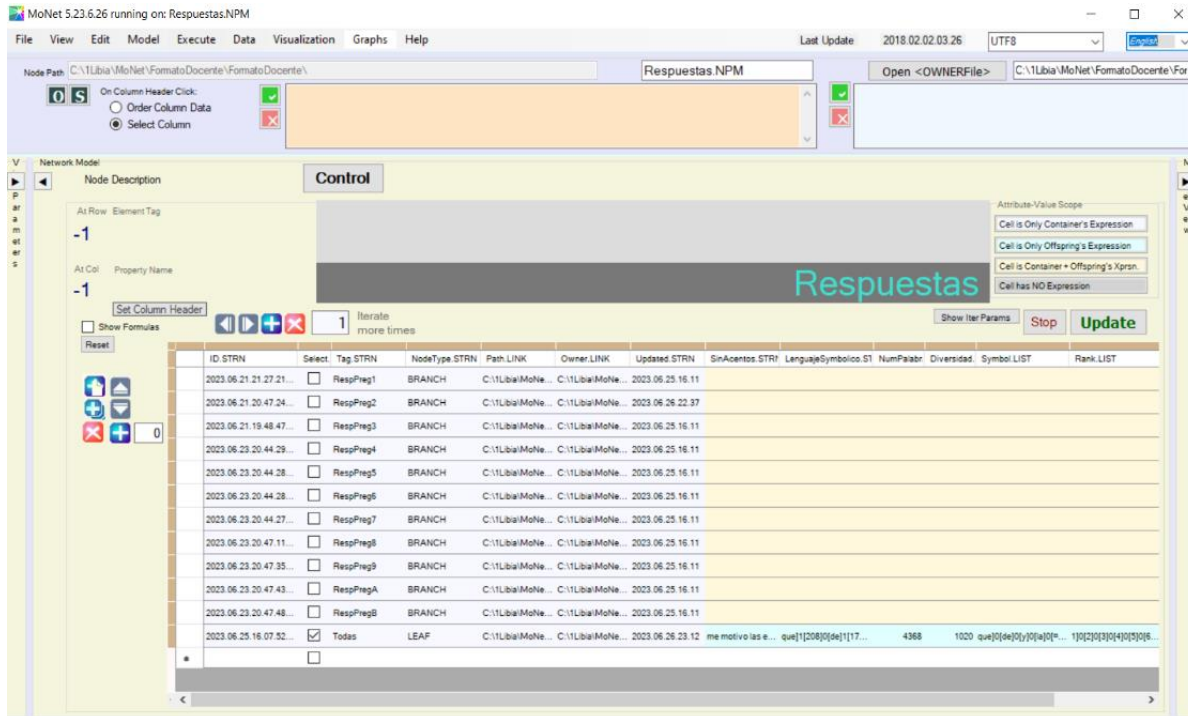 MoNet 5.23.6.26 running on: Respuestas.NPM
File View Edit Model Execute Data Visualization Graphs Help Last Update 2018.02.02.03.26 UTF8 English
Node Path C:\1Libia\MoNet\FormatoDocente\FormatoDocente\ Respuestas.NPM Open <OWNERFile> C:\1Libia\MoNet\FormatoDocente\For
O S On Column Header Click:
Order Column Data
Select Column
Network Model
Node Description Control
Parameters
At Row Element Tag
-1
At Col Property Name
-1
Respuestas
Attribute-Value Scope
Cell is Only Container's Expression
Cell is Only Offspring's Expression
Cell is Container + Offspring's Xprsn.
Cell has NO Expression
Set Column Header
Show Formulas
Reset
1 Iterate more times
Show Iter Params Stop Update
0
ID.STRN Select. Tag.STRN NodeType.STRN Path.LINK Owner.LINK Updated.STRN SinAcentos.STRN LenguajeSymbolico.ST NumPalabr Diversidad. Symbol.LIST Rank.LIST
2023.06.21.21.27.21... RespPreg1 BRANCH C:\1Libia\MoNe... C:\1Libia\MoNe... 2023.06.25.16.11
2023.06.21.20.47.24... RespPreg2 BRANCH C:\1Libia\MoNe... C:\1Libia\MoNe... 2023.06.26.22.37
2023.06.21.19.48.47... RespPreg3 BRANCH C:\1Libia\MoNe... C:\1Libia\MoNe... 2023.06.25.16.11
2023.06.23.20.44.29... RespPreg4 BRANCH C:\1Libia\MoNe... C:\1Libia\MoNe... 2023.06.25.16.11
2023.06.23.20.44.28... RespPreg5 BRANCH C:\1Libia\MoNe... C:\1Libia\MoNe... 2023.06.25.16.11
2023.06.23.20.44.28... RespPreg6 BRANCH C:\1Libia\MoNe... C:\1Libia\MoNe... 2023.06.25.16.11
2023.06.23.20.44.27... RespPreg7 BRANCH C:\1Libia\MoNe... C:\1Libia\MoNe... 2023.06.25.16.11
2023.06.23.20.47.11... RespPreg8 BRANCH C:\1Libia\MoNe... C:\1Libia\MoNe... 2023.06.25.16.11
2023.06.23.20.47.35... RespPreg9 BRANCH C:\1Libia\MoNe... C:\1Libia\MoNe... 2023.06.25.16.11
2023.06.23.20.47.43... RespPregA BRANCH C:\1Libia\MoNe... C:\1Libia\MoNe... 2023.06.25.16.11
2023.06.23.20.47.48... RespPregB BRANCH C:\1Libia\MoNe... C:\1Libia\MoNe... 2023.06.25.16.11
2023.06.25.16.07.52... Todas LEAF C:\1Libia\MoNe... C:\1Libia\MoNe... 2023.06.26.23.12 me motivo las e... que]1[208]0[de]1[17... 4368 1020 1]0[2]0[3]0[4]0[5]0[6...